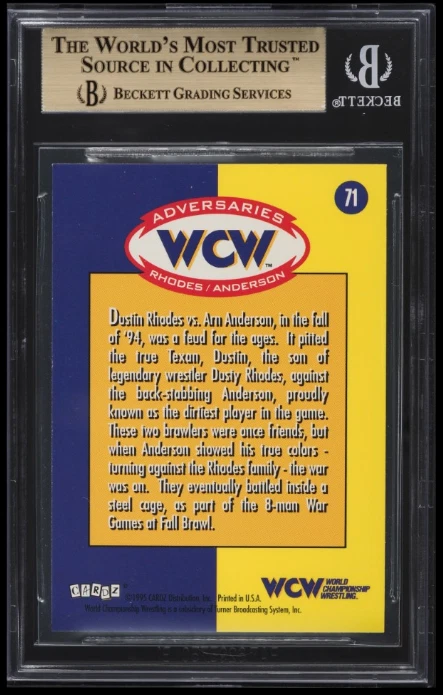 THE WORLD'S MOST TRUSTED
SOURCE IN COLLECTING™
B BECKETT GRADING SERVICES
B
BECKETT®
71
ADVERSARIES
WCW™
RHODES / ANDERSON
Dustin Rhodes vs. Arn Anderson, in the fall
of '94, was a feud for the ages. It pitted
the true Texan, Dustin, the son of
legendary wrestler Dusty Rhodes, against
the back-stabbing Anderson, proudly
known as the dirtiest player in the game.
These two brawlers were once friends, but
when Anderson showed his true colors -
turning against the Rhodes family - the war
was on. They eventually battled inside a
steel cage, as part of the 8-man War
Games at Fall Brawl.
CARDZ
©1995 CARDZ Distribution, Inc. Printed in U.S.A.
World Championship Wrestling is a subsidiary of Turner Broadcasting System, Inc.
WCW WORLD
CHAMPIONSHIP
WRESTLING.